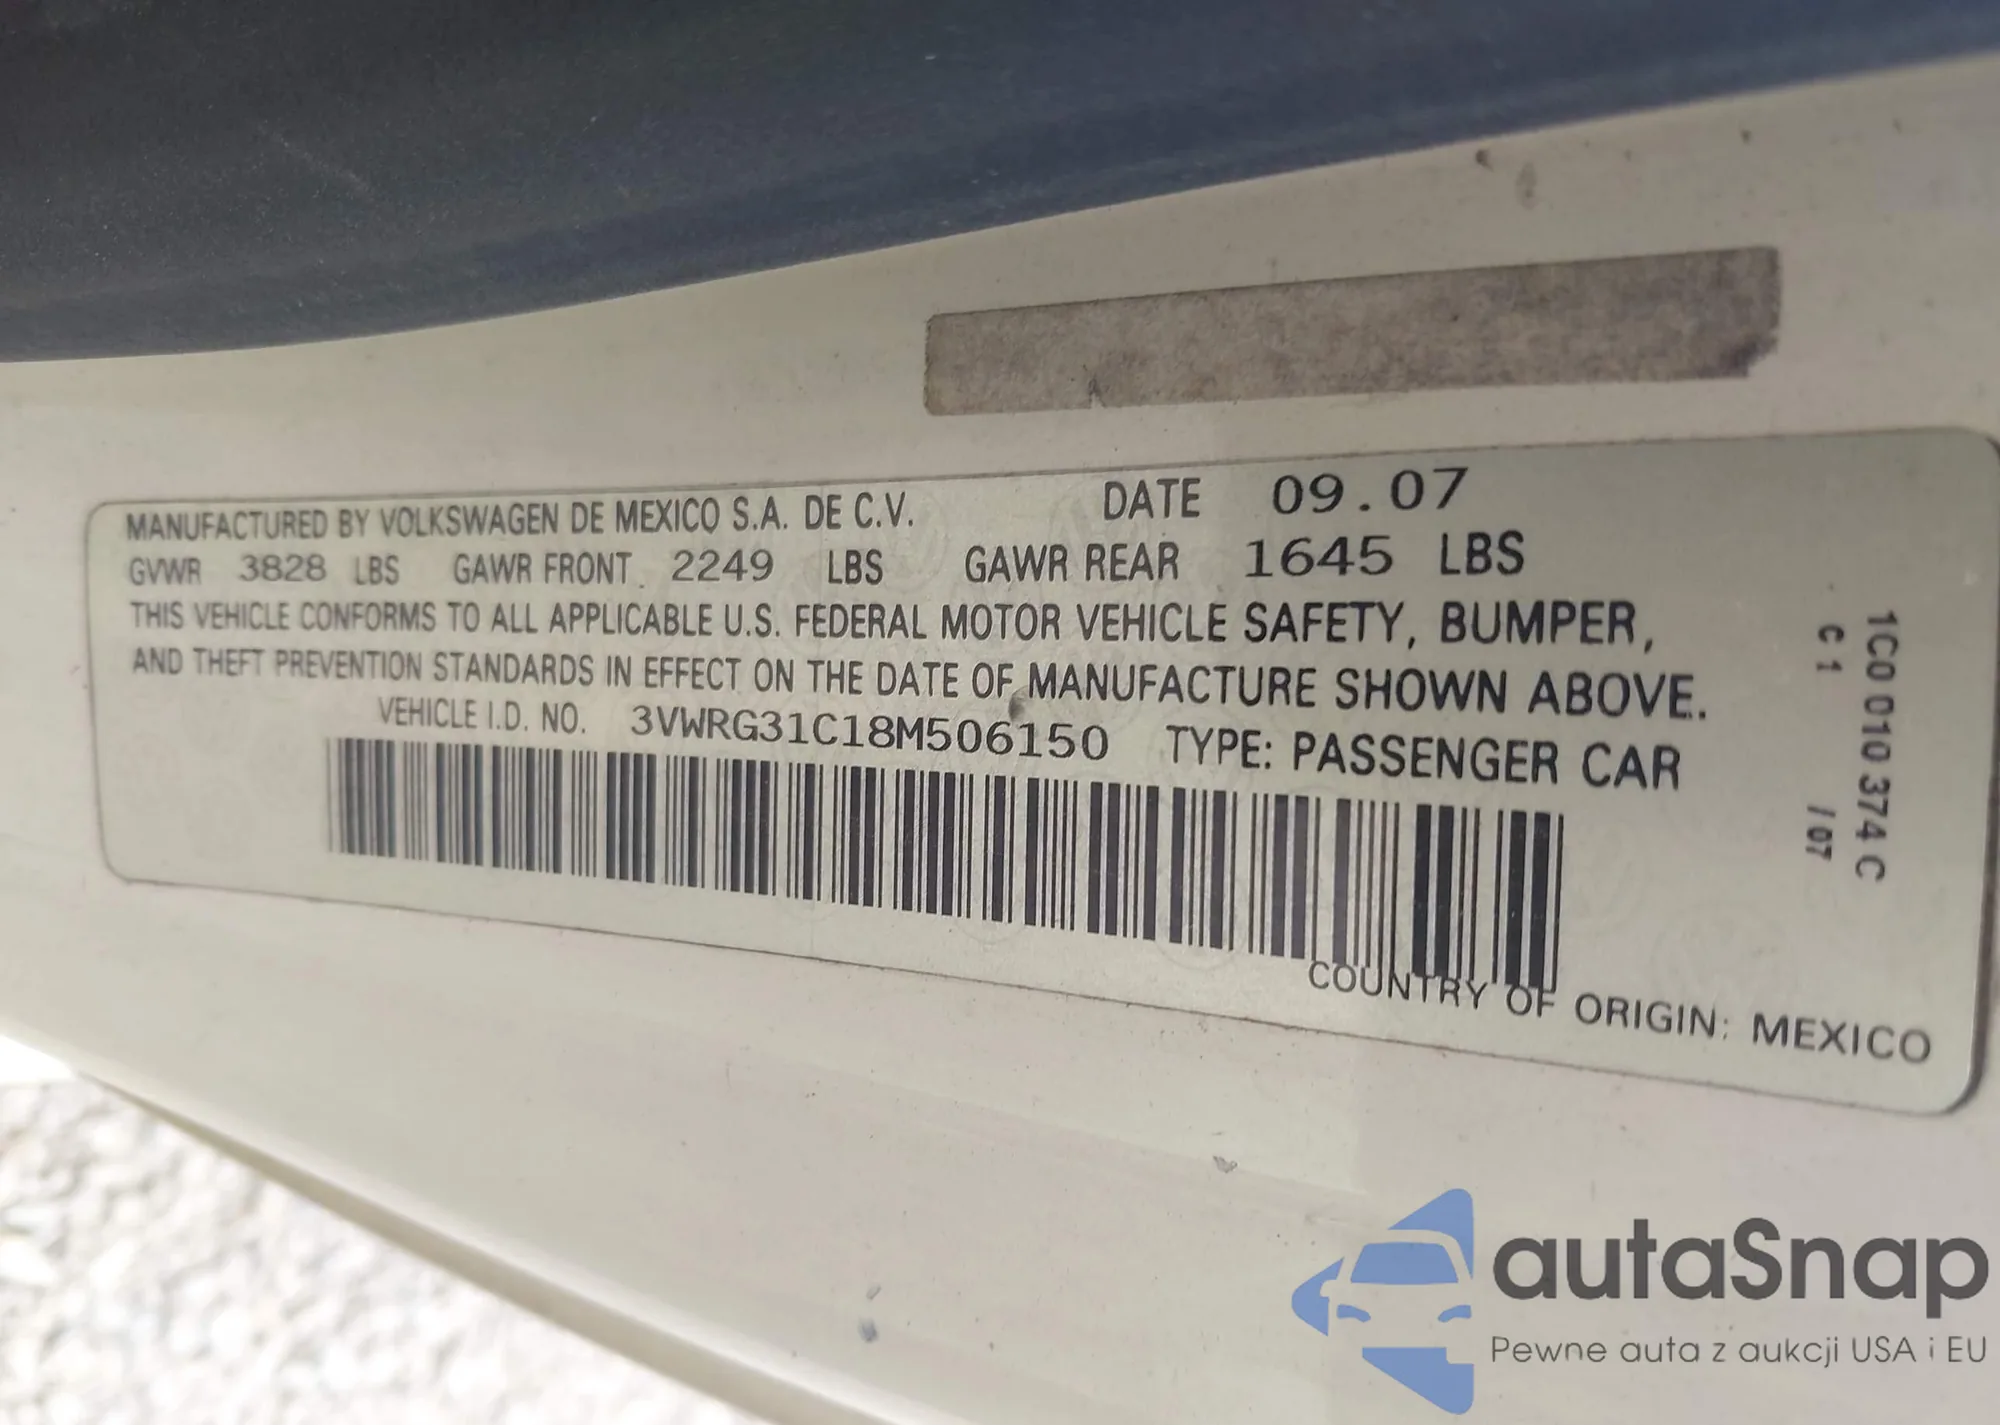 MANUFACTURED BY VOLKSWAGEN DE MEXICO S.A. DE C.V. DATE 09.07
GVWR 3828 LBS GAWR FRONT 2249 LBS GAWR REAR 1645 LBS
THIS VEHICLE CONFORMS TO ALL APPLICABLE U.S. FEDERAL MOTOR VEHICLE SAFETY, BUMPER,
AND THEFT PREVENTION STANDARDS IN EFFECT ON THE DATE OF MANUFACTURE SHOWN ABOVE.
VEHICLE I.D. NO. 3VWRG31C18M506150 TYPE: PASSENGER CAR
COUNTRY OF ORIGIN: MEXICO
1C0 010 374 C
C 1 / 07
autaSnap
Pewne auta z aukcji USA i EU